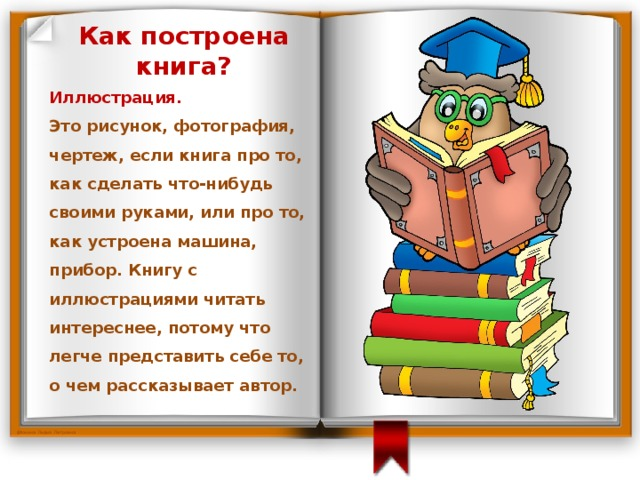 Как построена
книга?
Иллюстрация.
Это рисунок, фотография,
чертеж, если книга про то,
как сделать что-нибудь
своими руками, или про то,
как устроена машина,
прибор. Книгу с
иллюстрациями читать
интереснее, потому что
легче представить себе то,
о чем рассказывает автор.